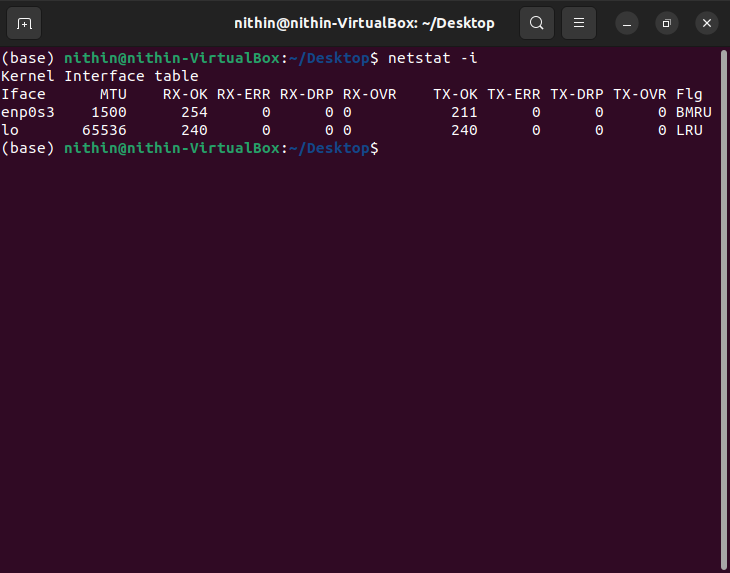 nithin@nithin-VirtualBox: ~/Desktop
(base) nithin@nithin-VirtualBox:~/Desktop$ netstat -i
Kernel Interface table
Iface      MTU    RX-OK RX-ERR RX-DRP RX-OVR    TX-OK TX-ERR TX-DRP TX-OVR Flg
enp0s3    1500      254      0      0 0           211      0      0      0 BMRU
lo       65536      240      0      0 0           240      0      0      0 LRU
(base) nithin@nithin-VirtualBox:~/Desktop$